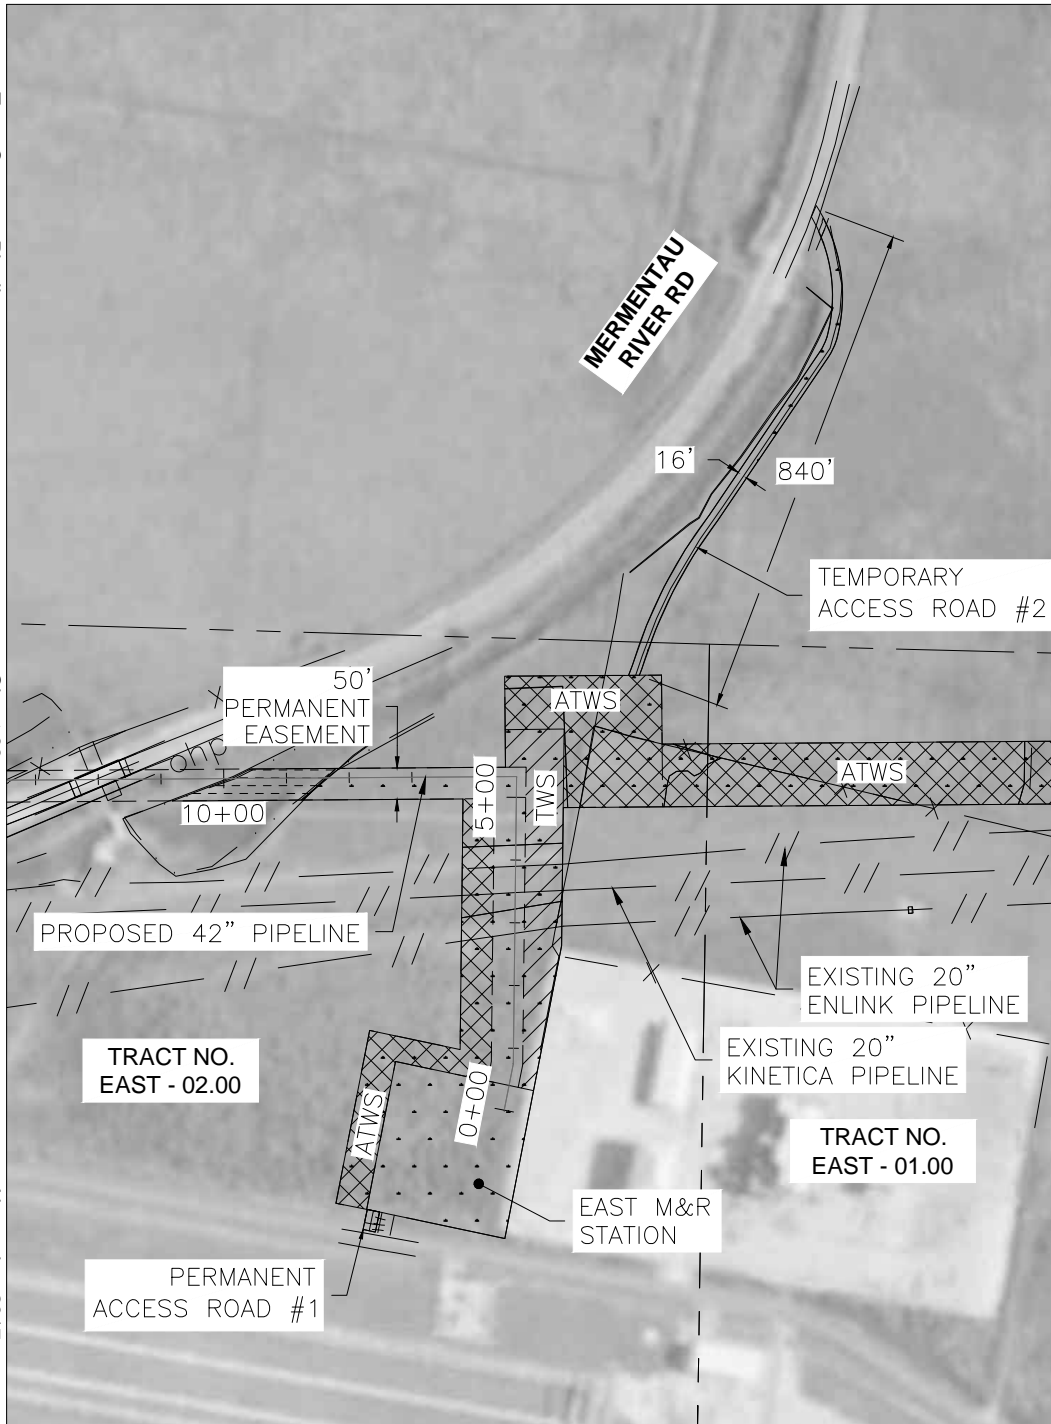 MERMENTAU
RIVER RD
16'
840'
TEMPORARY
ACCESS ROAD #2
50'
PERMANENT
EASEMENT
ATWS
ohp
ATWS
10+00
5+00
TWS
PROPOSED 42" PIPELINE
EXISTING 20"
ENLINK PIPELINE
EXISTING 20"
KINETICA PIPELINE
TRACT NO.
EAST - 02.00
0+00
ATWS
TRACT NO.
EAST - 01.00
EAST M&R
STATION
PERMANENT
ACCESS ROAD #1